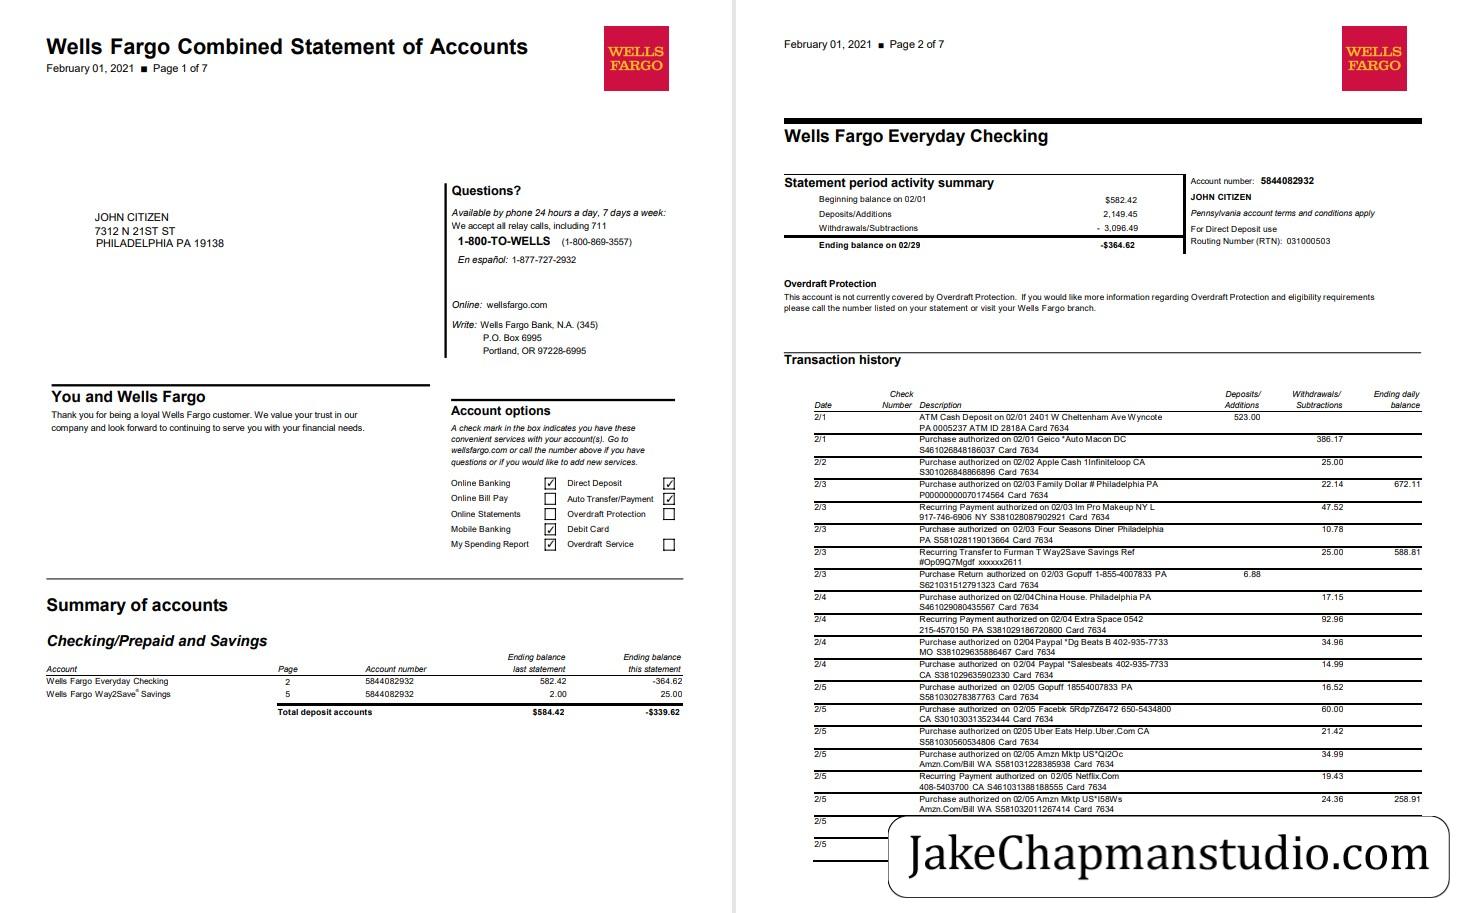 Wells Fargo Combined Statement of Accounts
February 01, 2021 ■ Page 1 of 7
WELLS
FARGO
JOHN CITIZEN
7312 N 21ST ST
PHILADELPHIA PA 19138
Questions?
Available by phone 24 hours a day, 7 days a week:
We accept all relay calls, including 711
1-800-TO-WELLS (1-800-869-3557)
En español: 1-877-727-2932
Online: wellsfargo.com
Write: Wells Fargo Bank, N.A. (345)
P.O. Box 6995
Portland, OR 97228-6995
You and Wells Fargo
Thank you for being a loyal Wells Fargo customer. We value your trust in our
company and look forward to continuing to serve you with your financial needs.
Account options
A check mark in the box indicates you have these
convenient services with your account(s). Go to
wellsfargo.com or call the number above if you have
questions or if you would like to add new services.
Online Banking ✓ Direct Deposit ✓
Online Bill Pay Auto Transfer/Payment ✓
Online Statements Overdraft Protection
Mobile Banking ✓ Debit Card
My Spending Report ✓ Overdraft Service
Summary of accounts
Checking/Prepaid and Savings
Ending balance Ending balance
Account Page Account number last statement this statement
Wells Fargo Everyday Checking 2 5844082932 582.42 -364.62
Wells Fargo Way2Save® Savings 5 5844082932 2.00 25.00
Total deposit accounts $584.42 -$339.62
February 01, 2021 ■ Page 2 of 7
WELLS
FARGO
Wells Fargo Everyday Checking
Statement period activity summary
Beginning balance on 02/01 $582.42
Deposits/Additions 2,149.45
Withdrawals/Subtractions - 3,096.49
Ending balance on 02/29 -$364.62
Account number: 5844082932
JOHN CITIZEN
Pennsylvania account terms and conditions apply
For Direct Deposit use
Routing Number (RTN): 031000503
Overdraft Protection
This account is not currently covered by Overdraft Protection. If you would like more information regarding Overdraft Protection and eligibility requirements
please call the number listed on your statement or visit your Wells Fargo branch.
Transaction history
Check Deposits/ Withdrawals/ Ending daily
Date Number Description Additions Subtractions balance
2/1 ATM Cash Deposit on 02/01 2401 W Cheltenham Ave Wyncote 523.00
PA 0005237 ATM ID 2818A Card 7634
2/1 Purchase authorized on 02/01 Geico *Auto Macon DC 386.17
S461026848186037 Card 7634
2/2 Purchase authorized on 02/02 Apple Cash 1Infiniteloop CA 25.00
S301026848866896 Card 7634
2/3 Purchase authorized on 02/03 Family Dollar # Philadelphia PA 22.14 672.11
P00000000070174564 Card 7634
2/3 Recurring Payment authorized on 02/03 Im Pro Makeup NY L 47.52
917-746-6906 NY S381028087902921 Card 7634
2/3 Purchase authorized on 02/03 Four Seasons Diner Philadelphia 10.78
PA S581028119013664 Card 7634
2/3 Recurring Transfer to Furman T Way2Save Savings Ref 25.00 588.81
#Op09Q7Mgdf xxxxxx2611
2/3 Purchase Return authorized on 02/03 Gopuff 1-855-4007833 PA 6.88
S621031512791323 Card 7634
2/4 Purchase authorized on 02/04China House. Philadelphia PA 17.15
S461029080435567 Card 7634
2/4 Recurring Payment authorized on 02/04 Extra Space 0542 92.96
215-4570150 PA S381029186720800 Card 7634
2/4 Purchase authorized on 02/04 Paypal *Dg Beats B 402-935-7733 34.96
MO S381029635886467 Card 7634
2/4 Purchase authorized on 02/04 Paypal *Salesbeats 402-935-7733 14.99
CA S381029635902330 Card 7634
2/5 Purchase authorized on 02/05 Gopuff 18554007833 PA 16.52
S581030278387763 Card 7634
2/5 Purchase authorized on 02/05 Facebk 5Rdp7Z6472 650-5434800 60.00
CA S301030313523444 Card 7634
2/5 Purchase authorized on 0205 Uber Eats Help.Uber.Com CA 21.42
S581030560534806 Card 7634
2/5 Purchase authorized on 02/05 Amzn Mktp US*Qi2Oc 34.99
Amzn.Com/Bill WA S581031228385938 Card 7634
2/5 Recurring Payment authorized on 02/05 Netflix.Com 19.43
408-5403700 CA S461031388188555 Card 7634
2/5 Purchase authorized on 02/05 Amzn Mktp US*I58Ws 24.36 258.91
Amzn.Com/Bill WA S581032011267414 Card 7634
2/5
2/5
JakeChapmanstudio.com